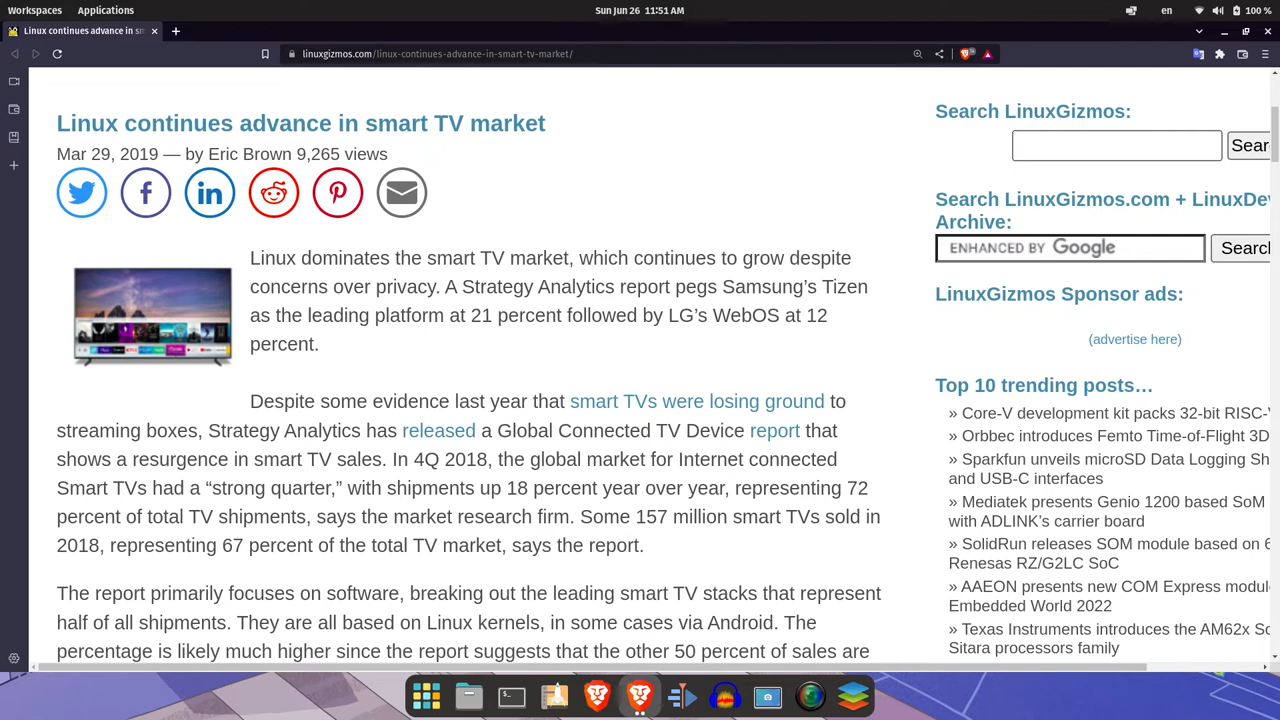 Workspaces
Applications
Sun Jun 26 11:51 AM
en
100 %
Linux continues advance in sm
linuxgizmos.com/linux-continues-advance-in-smart-tv-market/
Linux continues advance in smart TV market
Mar 29, 2019 — by Eric Brown 9,265 views
Linux dominates the smart TV market, which continues to grow despite
concerns over privacy. A Strategy Analytics report pegs Samsung’s Tizen
as the leading platform at 21 percent followed by LG’s WebOS at 12
percent.
Despite some evidence last year that smart TVs were losing ground to
streaming boxes, Strategy Analytics has released a Global Connected TV Device report that
shows a resurgence in smart TV sales. In 4Q 2018, the global market for Internet connected
Smart TVs had a “strong quarter,” with shipments up 18 percent year over year, representing 72
percent of total TV shipments, says the market research firm. Some 157 million smart TVs sold in
2018, representing 67 percent of the total TV market, says the report.
The report primarily focuses on software, breaking out the leading smart TV stacks that represent
half of all shipments. They are all based on Linux kernels, in some cases via Android. The
percentage is likely much higher since the report suggests that the other 50 percent of sales are
Search LinuxGizmos:
Sear
Search LinuxGizmos.com + LinuxDev
Archive:
ENHANCED BY Google
Search
LinuxGizmos Sponsor ads:
(advertise here)
Top 10 trending posts…
» Core-V development kit packs 32-bit RISC-V
» Orbbec introduces Femto Time-of-Flight 3D
» Sparkfun unveils microSD Data Logging Sh
and USB-C interfaces
» Mediatek presents Genio 1200 based SoM
with ADLINK’s carrier board
» SolidRun releases SOM module based on 6
Renesas RZ/G2LC SoC
» AAEON presents new COM Express module
Embedded World 2022
» Texas Instruments introduces the AM62x So
Sitara processors family